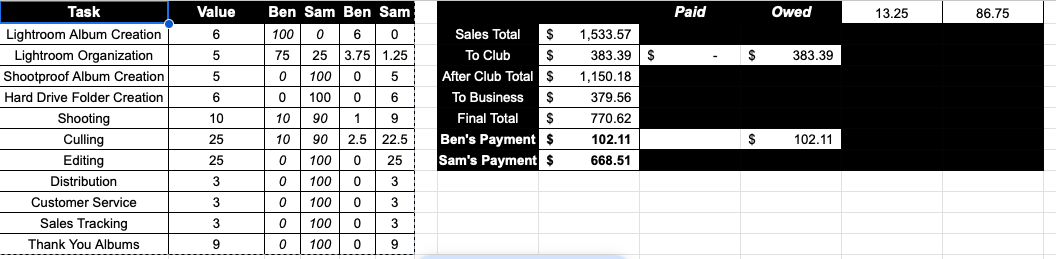 Task Value Ben Sam Ben Sam Paid Owed 13.25 86.75
Lightroom Album Creation 6 100 0 6 0 Sales Total $ 1,533.57
Lightroom Organization 5 75 25 3.75 1.25 To Club $ 383.39 $ - $ 383.39
Shootproof Album Creation 5 0 100 0 5 After Club Total $ 1,150.18
Hard Drive Folder Creation 6 0 100 0 6 To Business $ 379.56
Shooting 10 10 90 1 9 Final Total $ 770.62
Culling 25 10 90 2.5 22.5 Ben's Payment $ 102.11 $ 102.11
Editing 25 0 100 0 25 Sam's Payment $ 668.51
Distribution 3 0 100 0 3
Customer Service 3 0 100 0 3
Sales Tracking 3 0 100 0 3
Thank You Albums 9 0 100 0 9